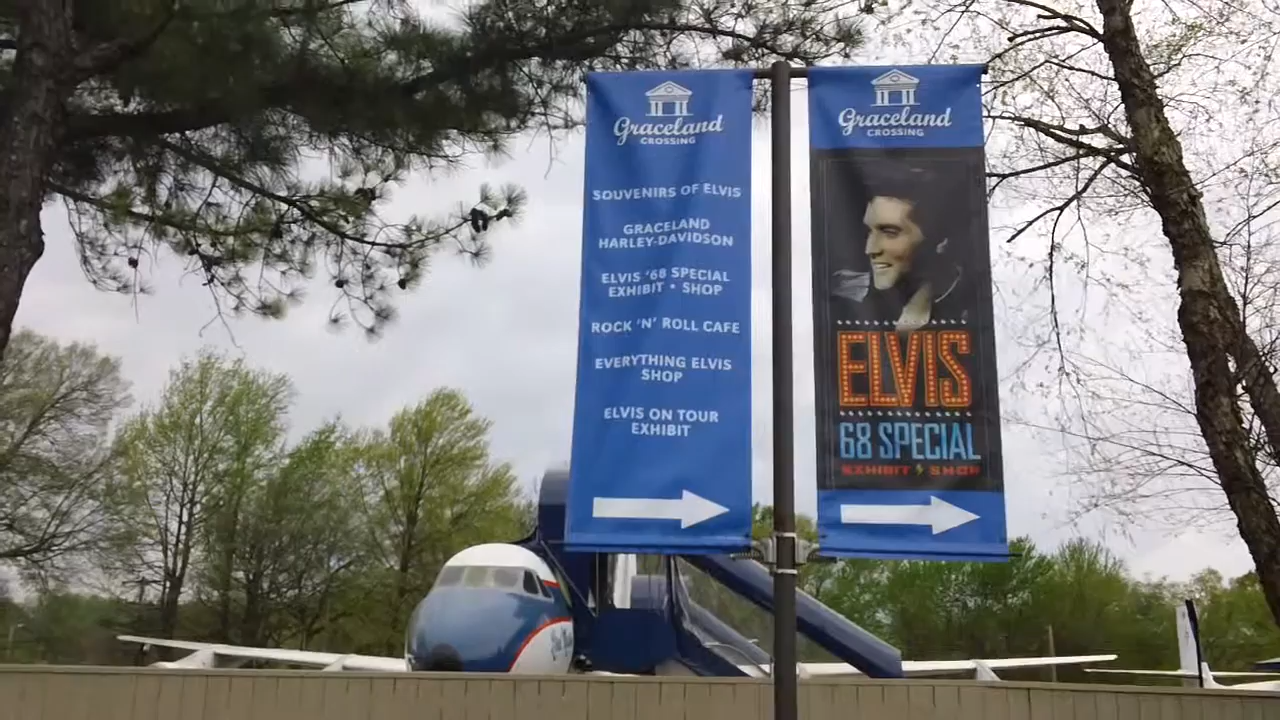 Graceland
CROSSING
SOUVENIRS OF ELVIS
GRACELAND
HARLEY-DAVIDSON
ELVIS '68 SPECIAL
EXHIBIT • SHOP
ROCK 'N' ROLL CAFE
EVERYTHING ELVIS
SHOP
ELVIS ON TOUR
EXHIBIT
Graceland
CROSSING
ELVIS
68 SPECIAL
EXHIBIT SHOP